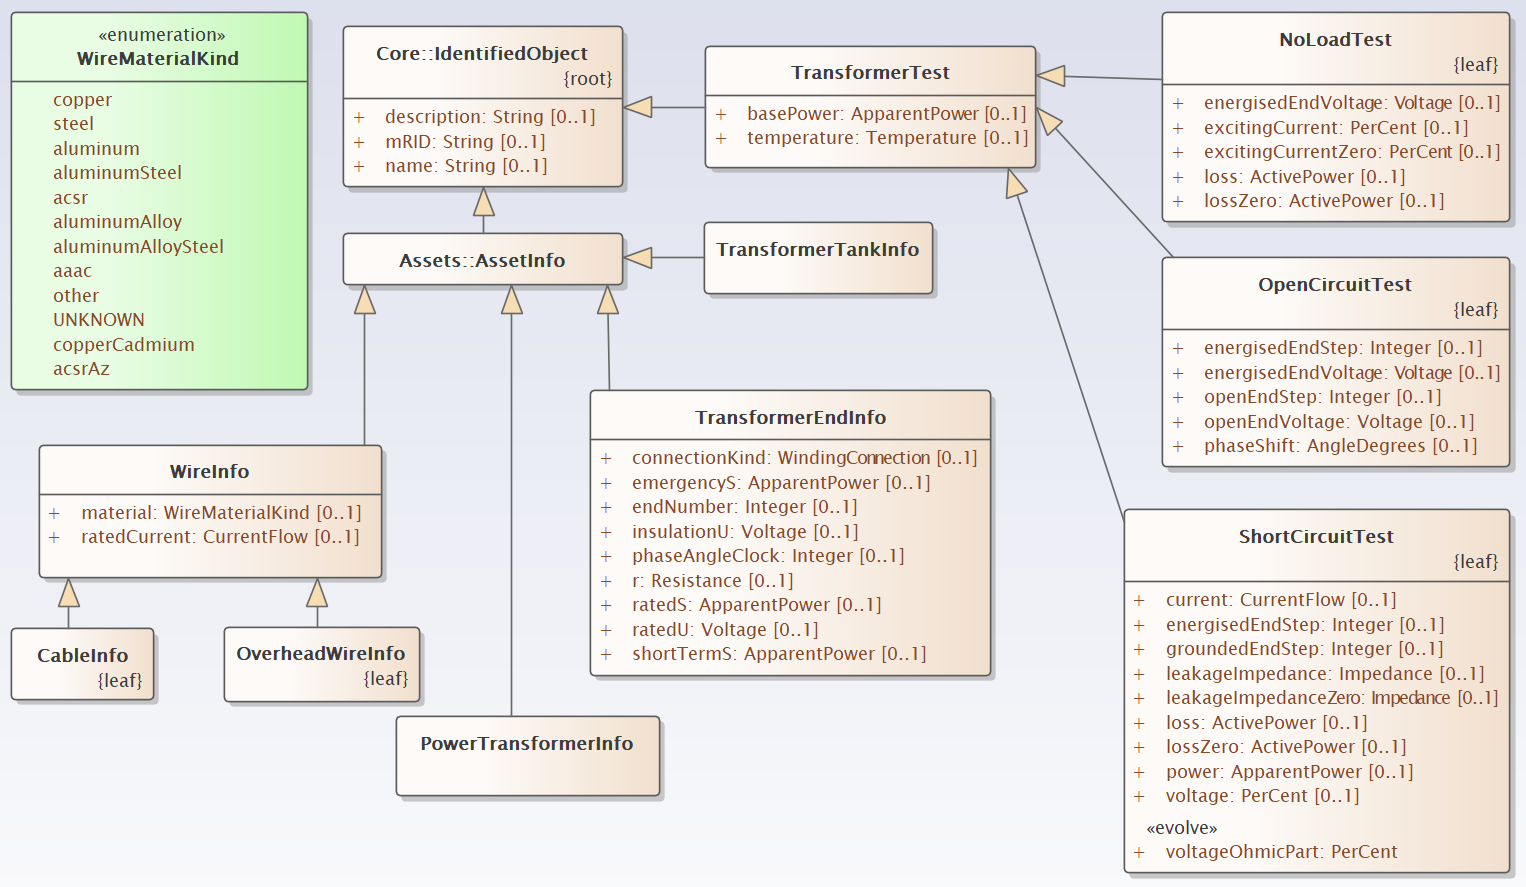 «enumeration»
WireMaterialKind
copper
steel
aluminum
aluminumSteel
acsr
aluminumAlloy
aluminumAlloySteel
aaac
other
UNKNOWN
copperCadmium
acsrAz
Core::IdentifiedObject
{root}
+ description: String [0..1]
+ mRID: String [0..1]
+ name: String [0..1]
Assets::AssetInfo
TransformerTest
+ basePower: ApparentPower [0..1]
+ temperature: Temperature [0..1]
TransformerTankInfo
NoLoadTest
{leaf}
+ energisedEndVoltage: Voltage [0..1]
+ excitingCurrent: PerCent [0..1]
+ excitingCurrentZero: PerCent [0..1]
+ loss: ActivePower [0..1]
+ lossZero: ActivePower [0..1]
OpenCircuitTest
{leaf}
+ energisedEndStep: Integer [0..1]
+ energisedEndVoltage: Voltage [0..1]
+ openEndStep: Integer [0..1]
+ openEndVoltage: Voltage [0..1]
+ phaseShift: AngleDegrees [0..1]
WireInfo
+ material: WireMaterialKind [0..1]
+ ratedCurrent: CurrentFlow [0..1]
CableInfo
{leaf}
OverheadWireInfo
{leaf}
TransformerEndInfo
+ connectionKind: WindingConnection [0..1]
+ emergencyS: ApparentPower [0..1]
+ endNumber: Integer [0..1]
+ insulationU: Voltage [0..1]
+ phaseAngleClock: Integer [0..1]
+ r: Resistance [0..1]
+ ratedS: ApparentPower [0..1]
+ ratedU: Voltage [0..1]
+ shortTermS: ApparentPower [0..1]
PowerTransformerInfo
ShortCircuitTest
{leaf}
+ current: CurrentFlow [0..1]
+ energisedEndStep: Integer [0..1]
+ groundedEndStep: Integer [0..1]
+ leakageImpedance: Impedance [0..1]
+ leakageImpedanceZero: Impedance [0..1]
+ loss: ActivePower [0..1]
+ lossZero: ActivePower [0..1]
+ power: ApparentPower [0..1]
+ voltage: PerCent [0..1]
«evolve»
+ voltageOhmicPart: PerCent